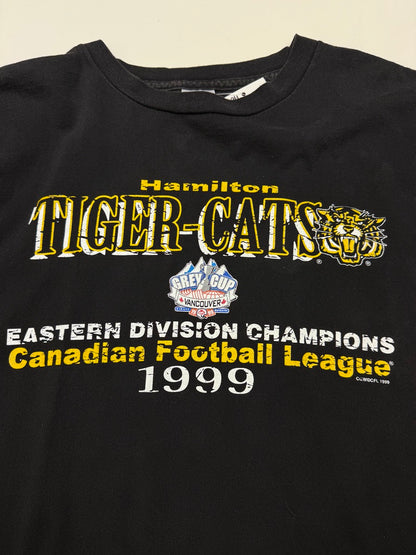 Hamilton
TIGER-CATS
GREY CUP
VANCOUVER
EASTERN DIVISION CHAMPIONS
Canadian Football League
1999